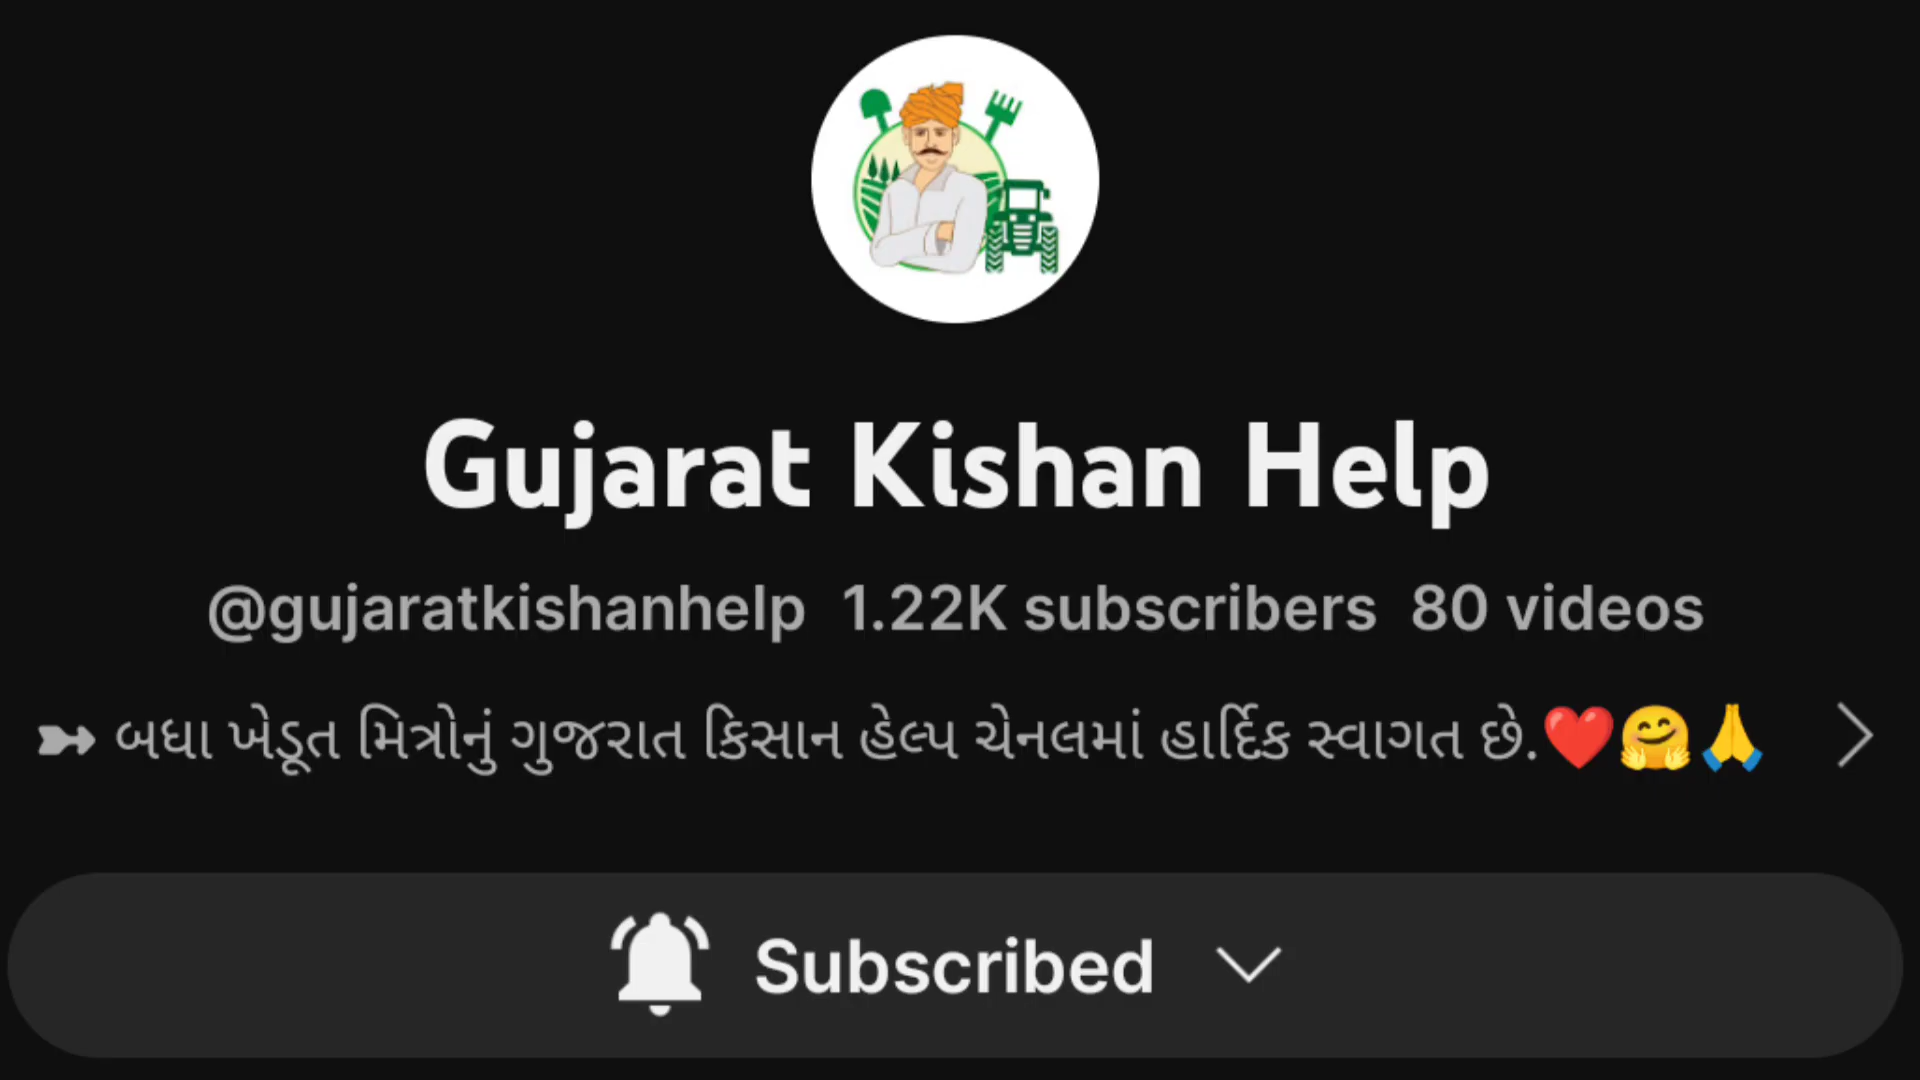 Gujarat Kishan Help
@gujaratkishanhelp 1.22K subscribers 80 videos
➽ બધા ખેડૂત મિત્રોનું ગુજરાત કિસાન હેલ્પ ચેનલમાં હાર્દિક સ્વાગત છે.❤️🤗🙏
Subscribed